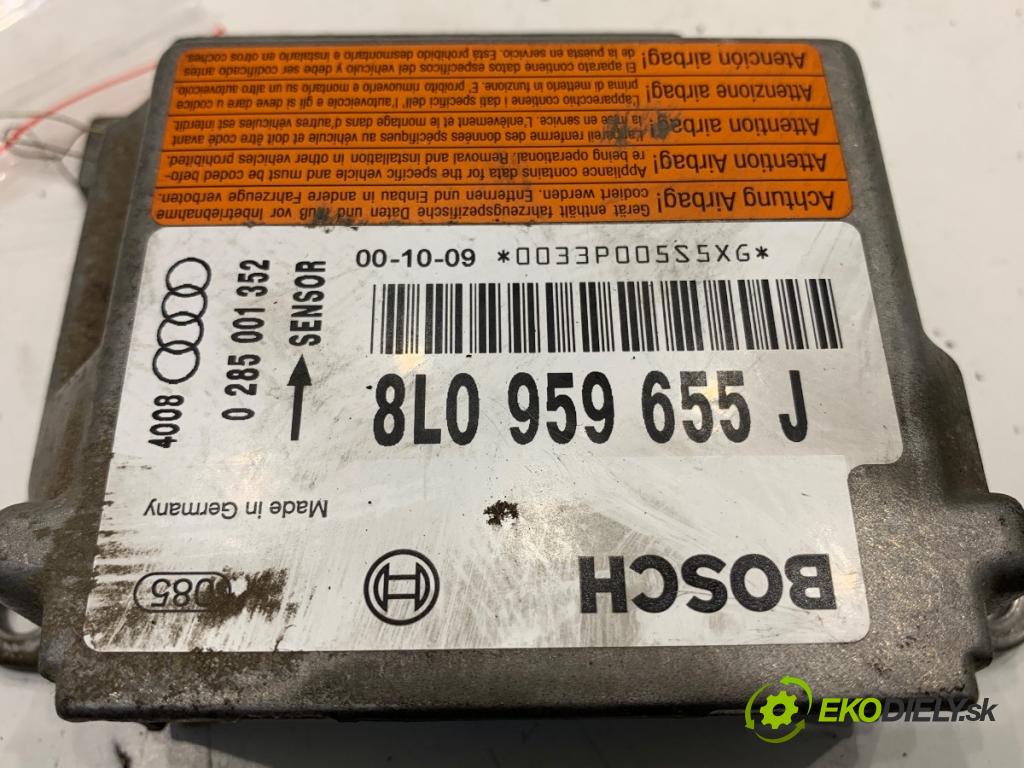 Achtung Airbag!
Gerät enthält fahrzeugspezifische Daten und muß vor Inbetriebnahme
codiert werden. Entfernen und Einbau in andere Fahrzeuge verboten.
Attention Airbag!
Appliance contains data for the specific vehicle and must be coded befo-
re being operational Removal and installation in other vehicles prohibited.
Attention airbag!
L'appareil renferme des données spécifiques au véhicule et doit être codé avant
la mise en service. L'enlèvement et le montage dans d'autres véhicules est interdit.
Attenzione airbag!
L'apparecchio contiene i dati specifici dell' l'autoveicolo e gli si deve dare u codice u
prima di metterlo in funzione. E' proibito rimuoverlo e montarlo su un altro autoveicolo.
Atención airbag!
El aparato contiene datos específicos del vehículo y debe ser codificado antes
de la puesta en servicio. Está prohibido desmontarlo e instalarlo en otros coches.
00-10-09 *0033P005S5XG*
4008
0 285 001 352
SENSOR
8L0 959 655 J
Made in Germany
BOSCH
085
EKODIELY.sk